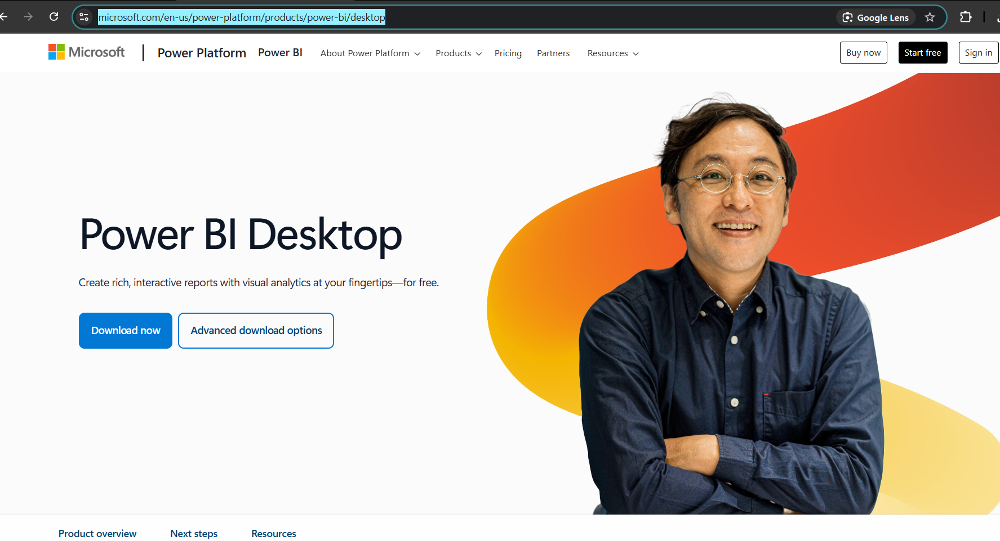 microsoft.com/en-us/power-platform/products/power-bi/desktop
Google Lens
Microsoft
Power Platform
Power BI
About Power Platform
Products
Pricing
Partners
Resources
Buy now
Start free
Sign in
Power BI Desktop
Create rich, interactive reports with visual analytics at your fingertips—for free.
Download now
Advanced download options
Product overview
Next steps
Resources